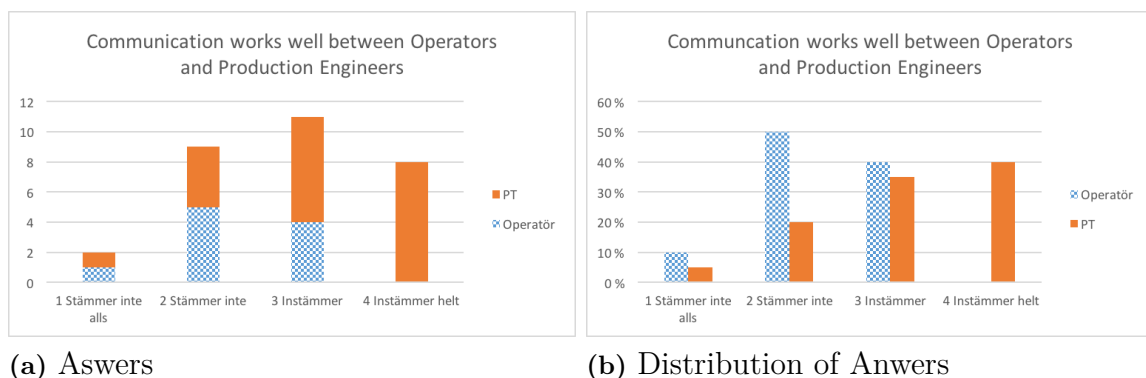 Communication works well between Operators
and Production Engineers
12
10
8
6
4
2
0
1 Stämmer inte
alls
2 Stämmer inte
3 Instämmer
4 Instämmer helt
PT
Operatör
(a) Aswers
Communcation works well between Operators
and Production Engineers
60 %
50 %
40 %
30 %
20 %
10 %
0 %
1 Stämmer inte
alls
2 Stämmer inte
3 Instämmer
4 Instämmer helt
Operatör
PT
(b) Distribution of Anwers